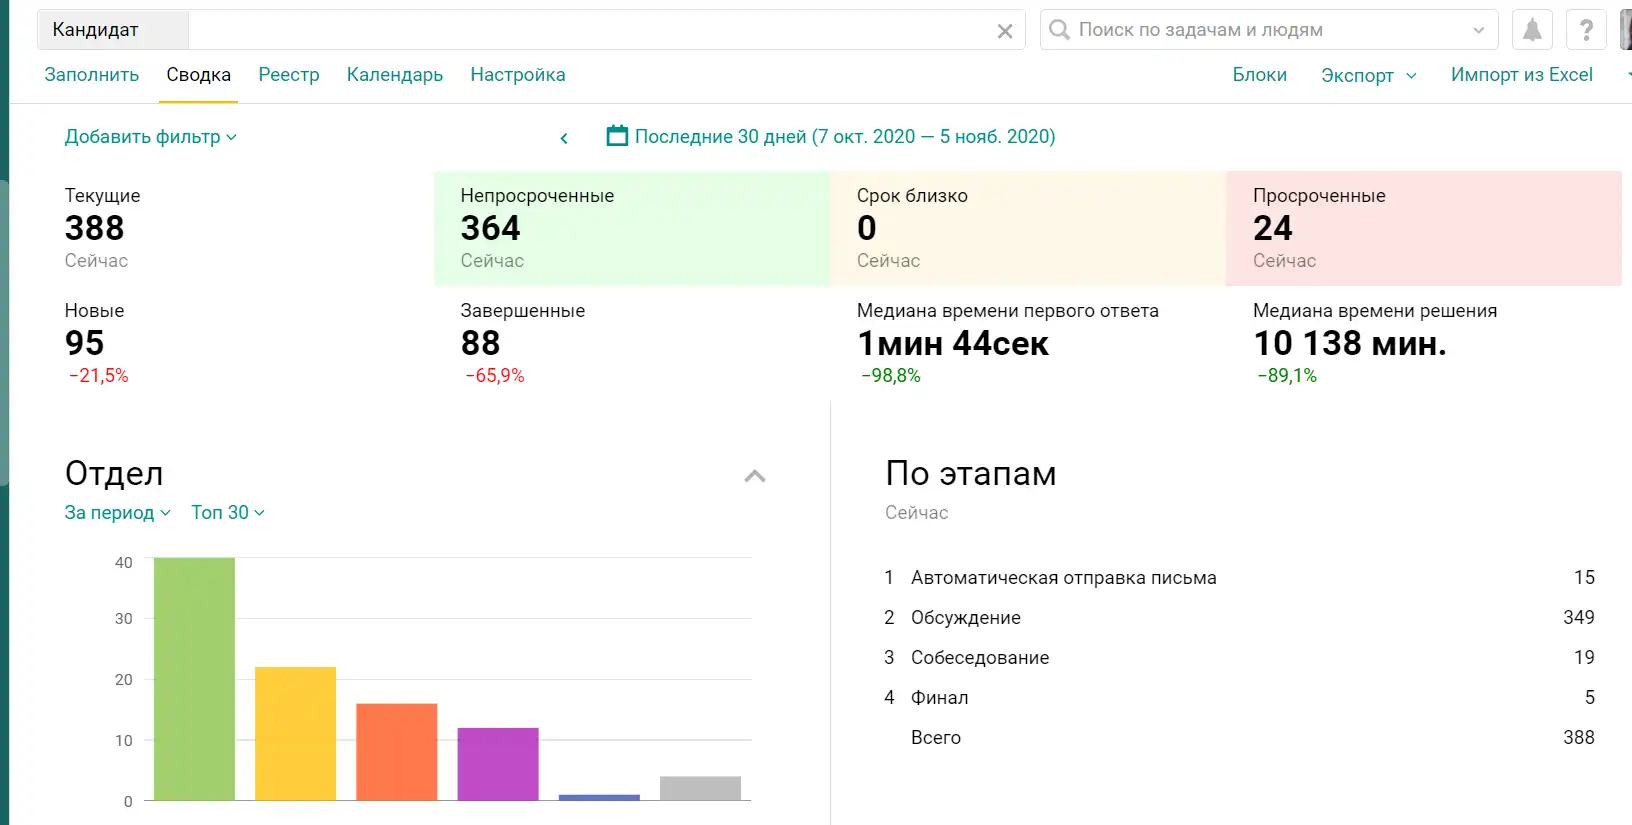 Кандидат
Поиск по задачам и людям
?
Заполнить Сводка Реестр Календарь Настройка Блоки Экспорт Импорт из Excel
Добавить фильтр
Последние 30 дней (7 окт. 2020 — 5 нояб. 2020)
Текущие
388
Сейчас
Непросроченные
364
Сейчас
Срок близко
0
Сейчас
Просроченные
24
Сейчас
Новые
95
−21,5%
Завершенные
88
−65,9%
Медиана времени первого ответа
1мин 44сек
−98,8%
Медиана времени решения
10 138 мин.
−89,1%
Отдел
За период Топ 30
40
30
20
10
0
По этапам
Сейчас
1 Автоматическая отправка письма 15
2 Обсуждение 349
3 Собеседование 19
4 Финал 5
Всего 388